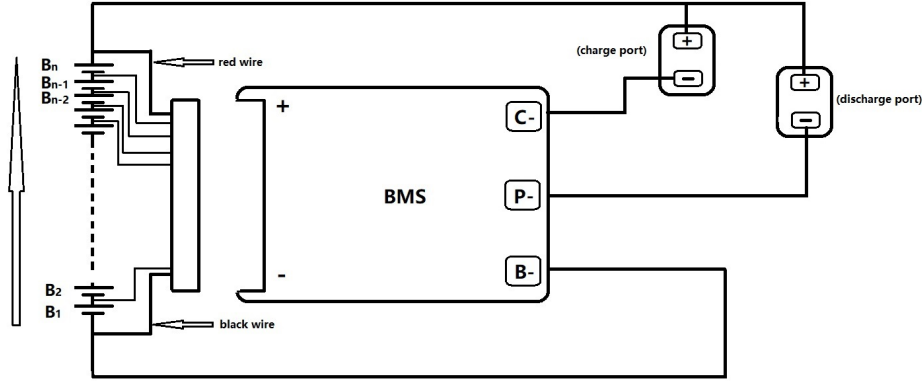 Bn
Bn-1
Bn-2
red wire
+
-
BMS
C-
P-
B-
+
-
(charge port)
+
-
(discharge port)
B2
B1
black wire